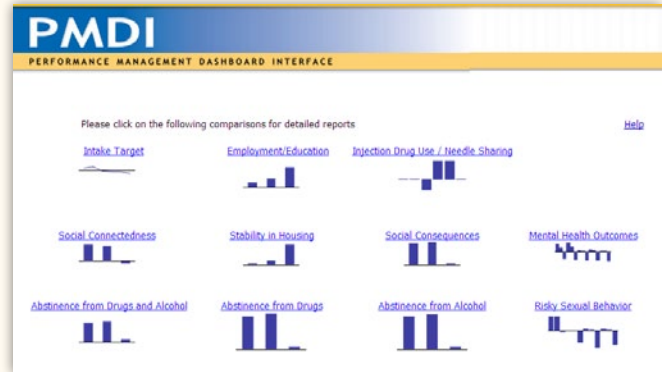 PMDI
PERFORMANCE MANAGEMENT DASHBOARD INTERFACE
Please click on the following comparisons for detailed reports
Help
Intake Target
Employment/Education
Injection Drug Use / Needle Sharing
Social Connectedness
Stability in Housing
Social Consequences
Mental Health Outcomes
Abstinence from Drugs and Alcohol
Abstinence from Drugs
Abstinence from Alcohol
Risky Sexual Behavior